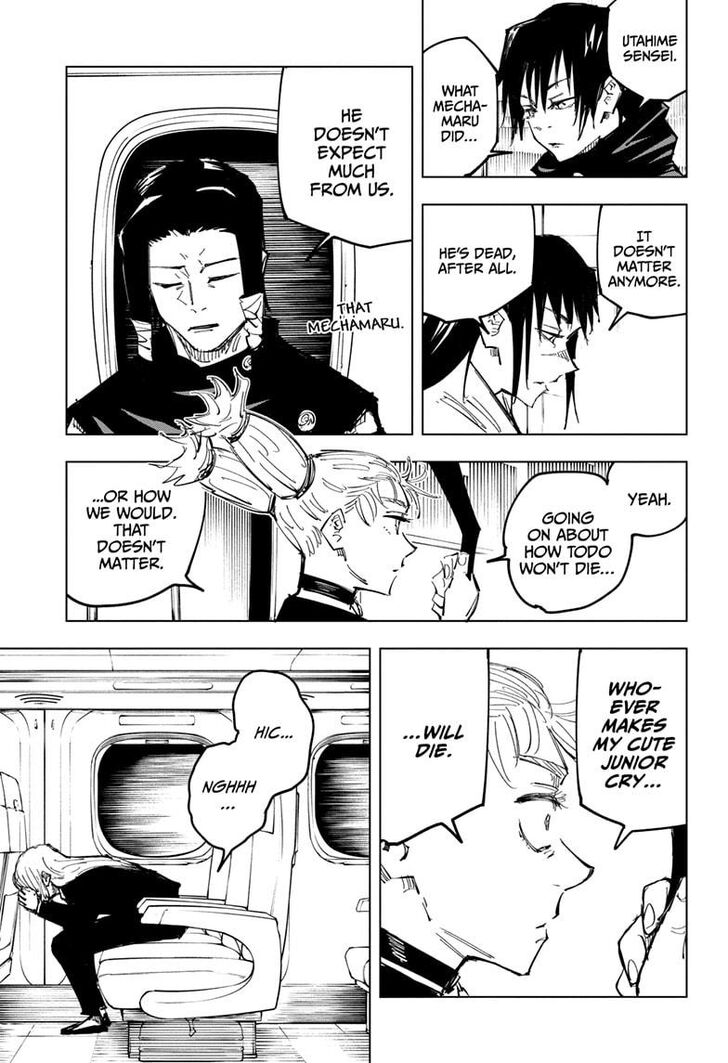 UTAHIME
SENSEI.
WHAT
MECHA-
MARU
DID...
IT
DOESN'T
MATTER
ANYMORE.
HE'S DEAD,
AFTER ALL.
HE
DOESN'T
EXPECT
MUCH
FROM US.
THAT
MECHAMARU.
YEAH.
GOING
ON ABOUT
HOW TODO
WON'T DIE...
...OR HOW
WE WOULD.
THAT
DOESN'T
MATTER.
WHO-
EVER
MAKES
MY CUTE
JUNIOR
CRY...
...WILL
DIE.
HIC...
NGHHH
...